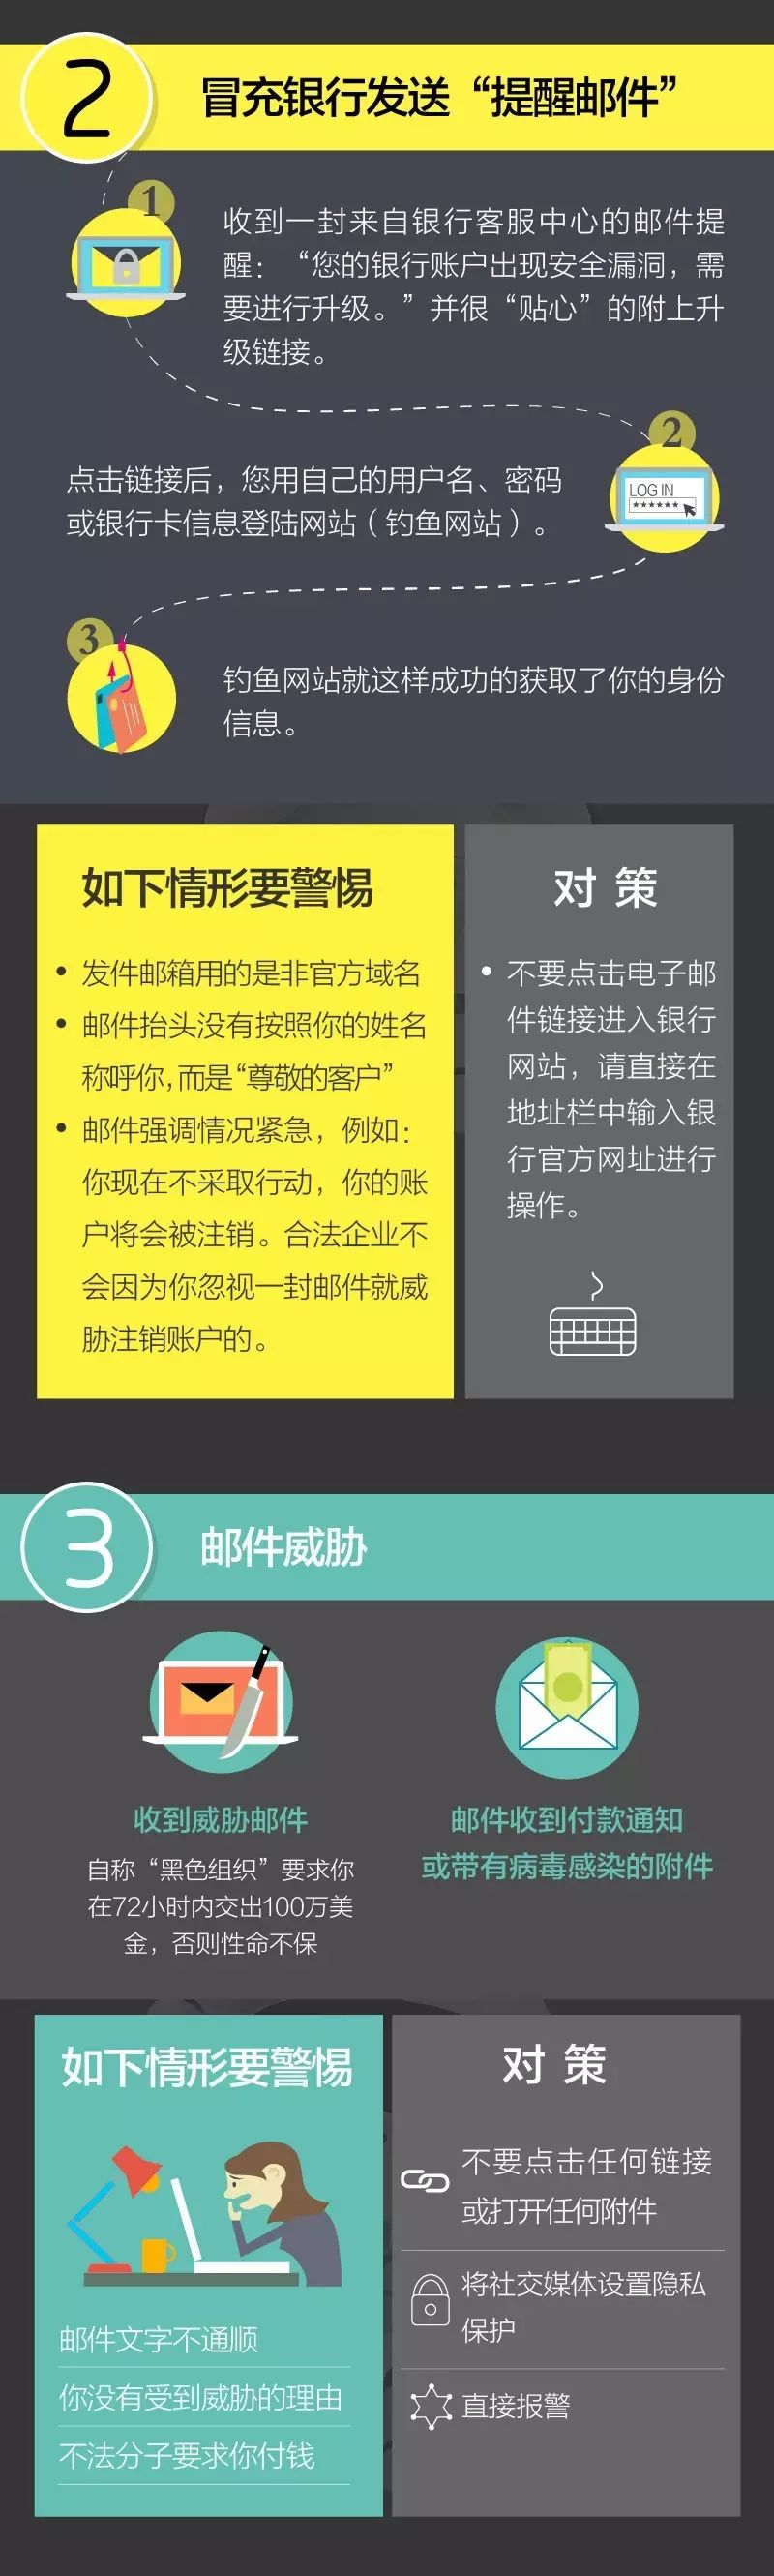 2
冒充银行发送“提醒邮件”
1
收到一封来自银行客服中心的邮件提
醒：“您的银行账户出现安全漏洞，需
要进行升级。”并很“贴心”的附上升
级链接。
2
点击链接后，您用自己的用户名、密码
或银行卡信息登陆网站（钓鱼网站）。
LOG IN
******
3
钓鱼网站就这样成功的获取了你的身份
信息。
如下情形要警惕
• 发件邮箱用的是非官方域名
• 邮件抬头没有按照你的姓名
称呼你，而是“尊敬的客户”
• 邮件强调情况紧急，例如：
你现在不采取行动，你的账
户将会被注销。合法企业不
会因为你忽视一封邮件就威
胁注销账户的。
对 策
• 不要点击电子邮
件链接进入银行
网站，请直接在
地址栏中输入银
行官方网址进行
操作。
3
邮件威胁
收到威胁邮件
自称“黑色组织”要求你
在72小时内交出100万美
金，否则性命不保
邮件收到付款通知
或带有病毒感染的附件
如下情形要警惕
邮件文字不通顺
你没有受到威胁的理由
不法分子要求你付钱
对 策
不要点击任何链接
或打开任何附件
将社交媒体设置隐私
保护
直接报警